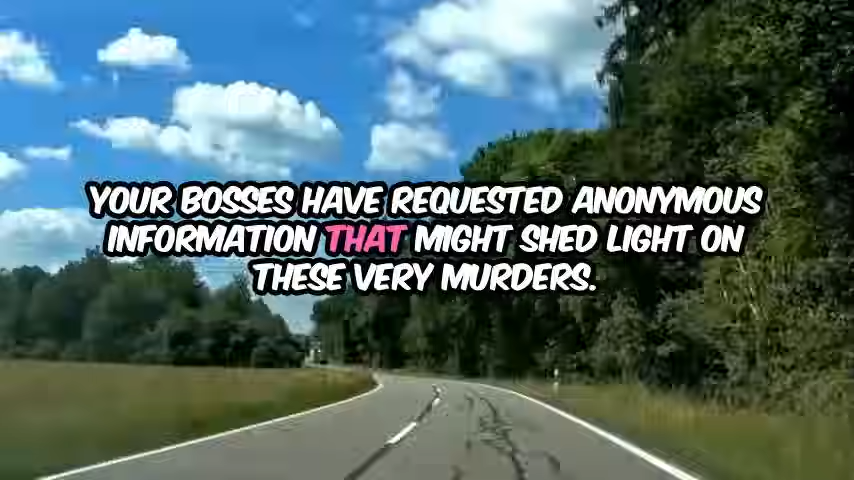 YOUR BOSSES HAVE REQUESTED ANONYMOUS
INFORMATION THAT MIGHT SHED LIGHT ON
THESE VERY MURDERS.